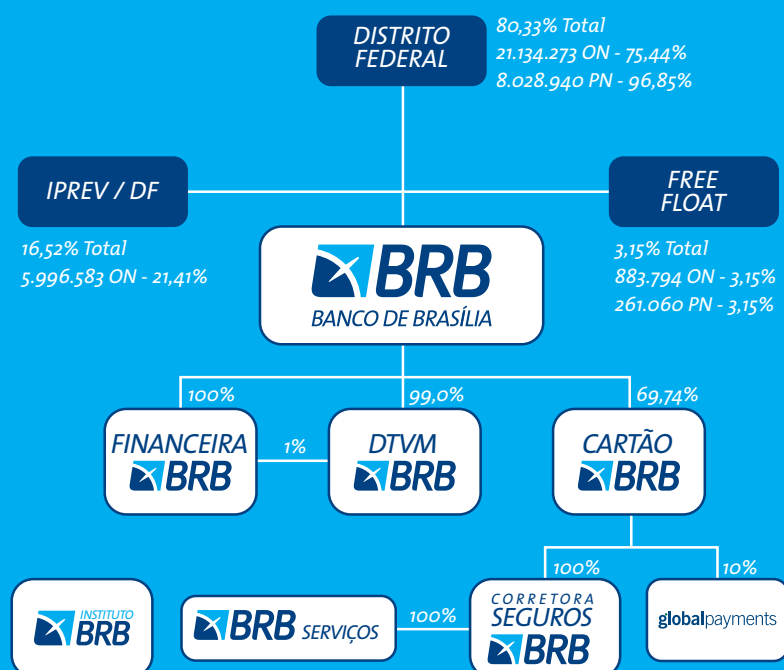 DISTRITO
FEDERAL
80,33% Total
21.134.273 ON - 75,44%
8.028.940 PN - 96,85%
IPREV / DF
16,52% Total
5.996.583 ON - 21,41%
FREE
FLOAT
3,15% Total
883.794 ON - 3,15%
261.060 PN - 3,15%
BRB
BANCO DE BRASÍLIA
100%
99,0%
69,74%
FINANCEIRA
BRB
1%
DTVM
BRB
CARTÃO
BRB
100%
10%
INSTITUTO
BRB
BRB SERVIÇOS
100%
CORRETORA
SEGUROS
BRB
globalpayments